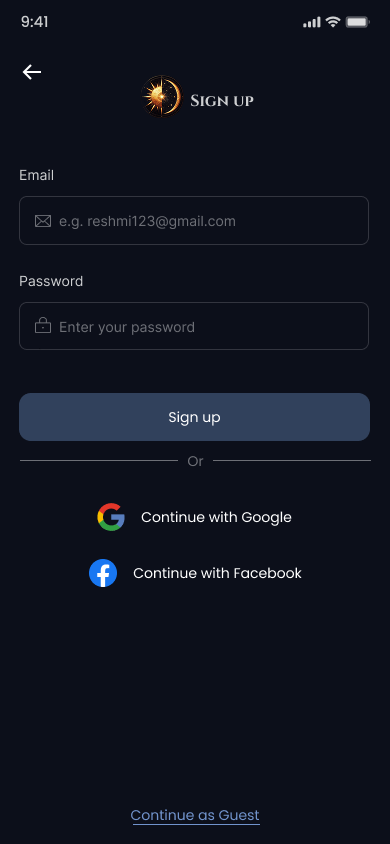 9:41
Sign up
Email
e.g. reshmi123@gmail.com
Password
Enter your password
Sign up
Or
Continue with Google
Continue with Facebook
Continue as Guest